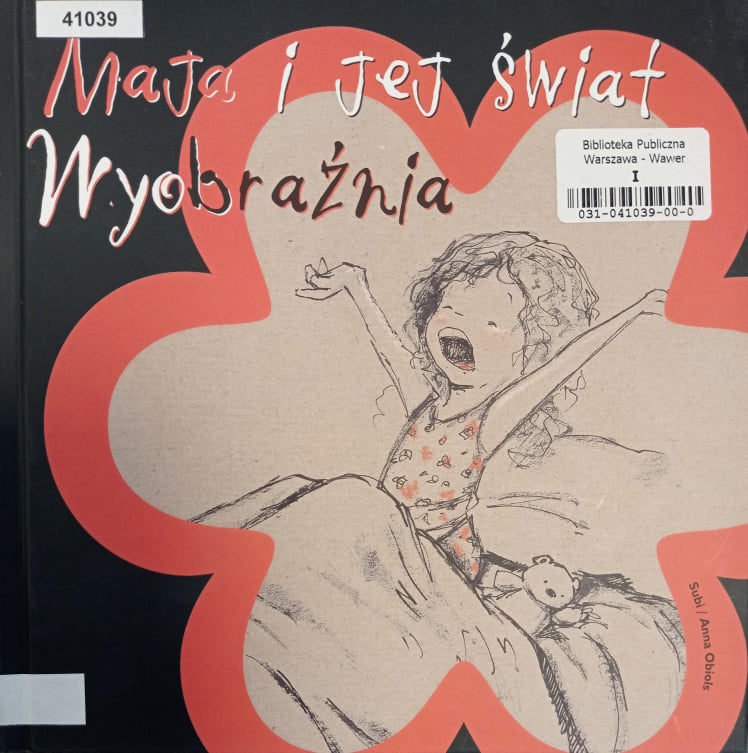 41039
Maja i jej świat
Wyobraźnia
Biblioteka Publiczna
Warszawa - Wawer
I
031-041039-00-0
Subi / Anna Obiols